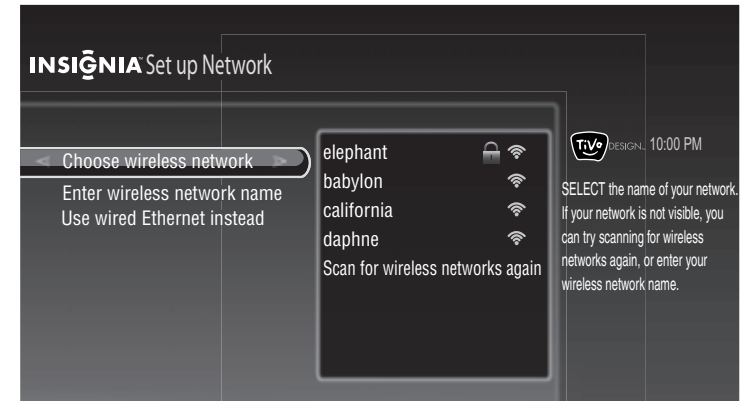 INSIGNIA™ Set up Network
Choose wireless network
Enter wireless network name
Use wired Ethernet instead
elephant
babylon
california
daphne
Scan for wireless networks again
TiVo DESIGN™ 10:00 PM
SELECT the name of your network.
If your network is not visible, you
can try scanning for wireless
networks again, or enter your
wireless network name.